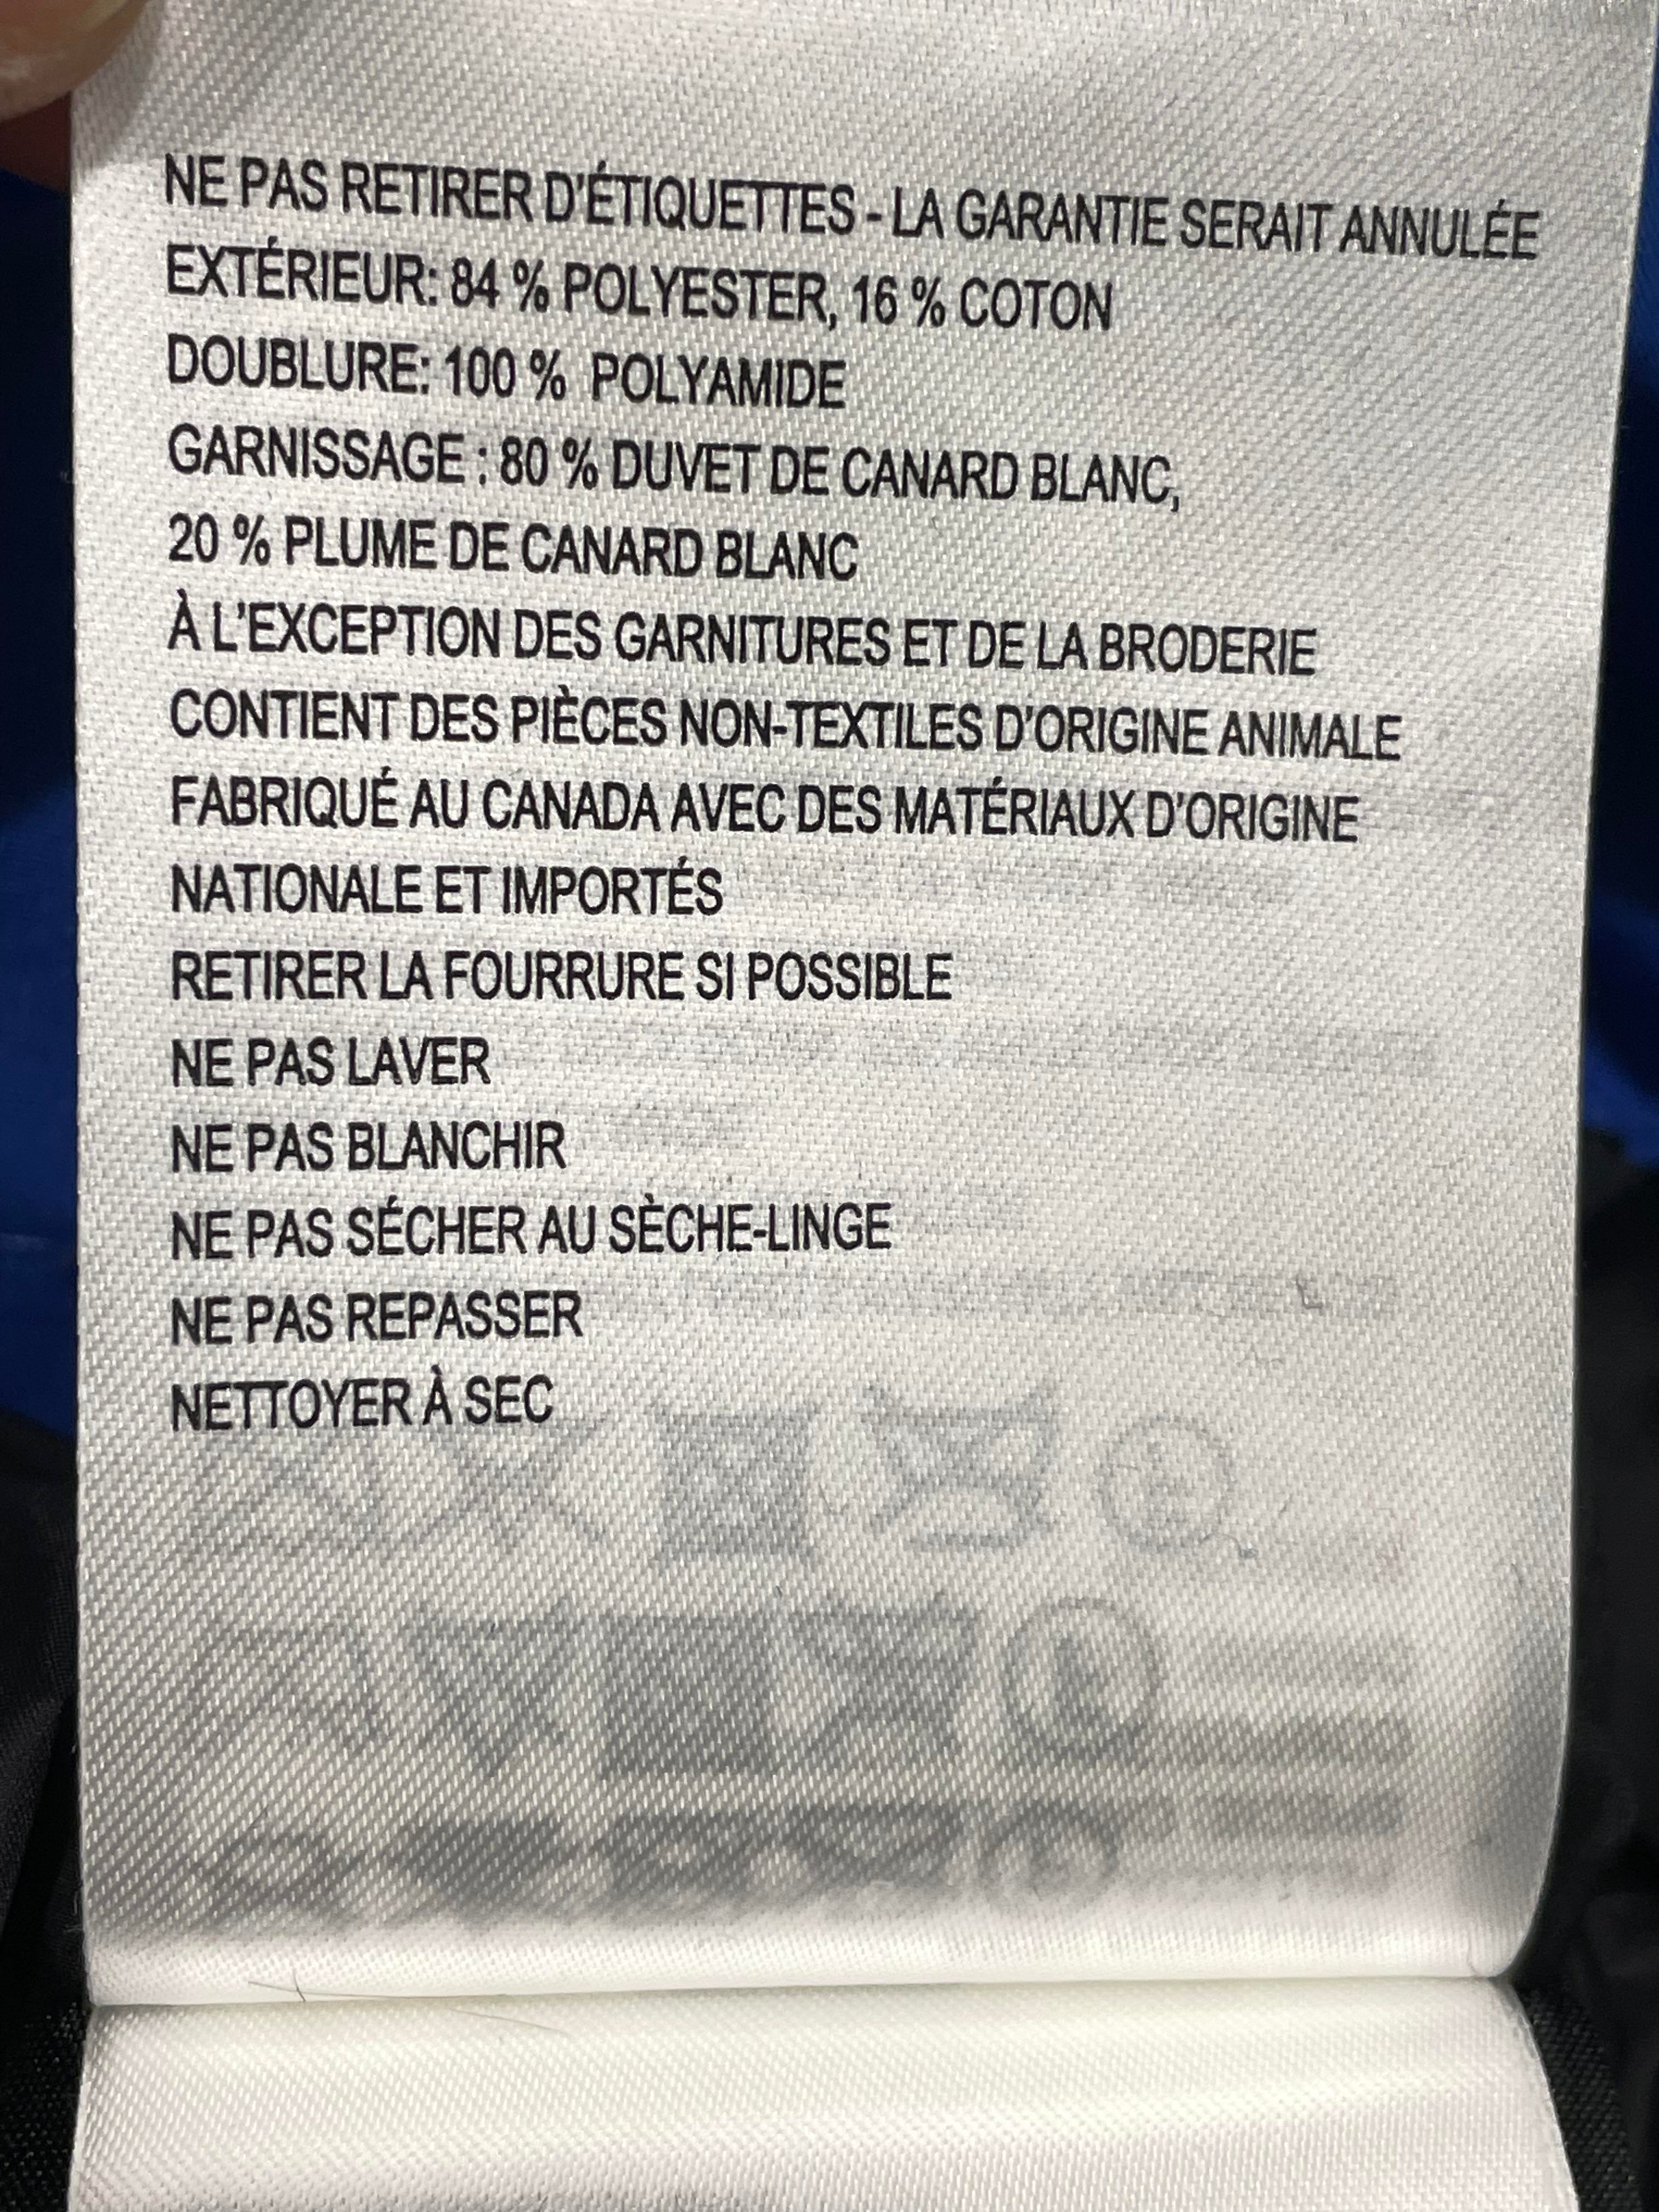 NE PAS RETIRER D'ÉTIQUETTES - LA GARANTIE SERAIT ANNULÉE
EXTÉRIEUR: 84 % POLYESTER, 16 % COTON
DOUBLURE: 100 % POLYAMIDE
GARNISSAGE : 80 % DUVET DE CANARD BLANC,
20 % PLUME DE CANARD BLANC
À L'EXCEPTION DES GARNITURES ET DE LA BRODERIE
CONTIENT DES PIÈCES NON-TEXTILES D'ORIGINE ANIMALE
FABRIQUÉ AU CANADA AVEC DES MATÉRIAUX D'ORIGINE
NATIONALE ET IMPORTÉS
RETIRER LA FOURRURE SI POSSIBLE
NE PAS LAVER
NE PAS BLANCHIR
NE PAS SÉCHER AU SÈCHE-LINGE
NE PAS REPASSER
NETTOYER À SEC